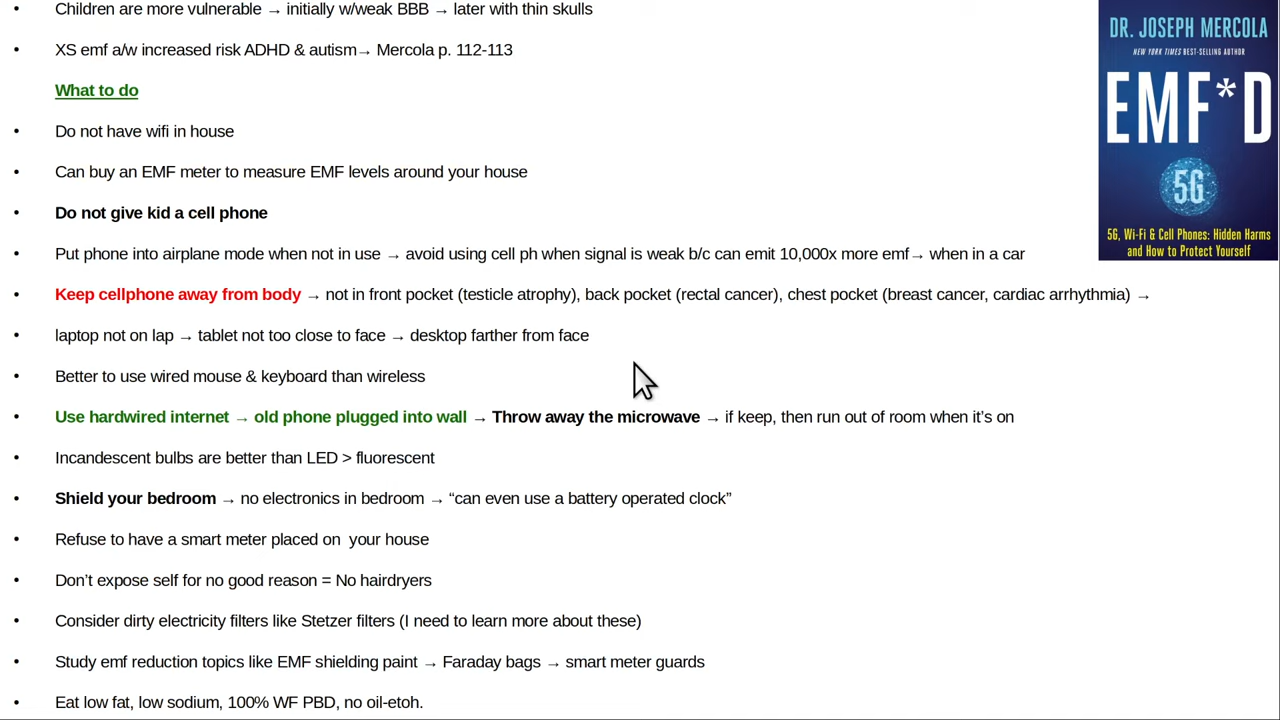 Children are more vulnerable → initially w/weak BBB → later with thin skulls
• XS emf a/w increased risk ADHD & autism→ Mercola p. 112-113
What to do
• Do not have wifi in house
• Can buy an EMF meter to measure EMF levels around your house
• Do not give kid a cell phone
• Put phone into airplane mode when not in use → avoid using cell ph when signal is weak b/c can emit 10,000x more emf→ when in a car
• Keep cellphone away from body → not in front pocket (testicle atrophy), back pocket (rectal cancer), chest pocket (breast cancer, cardiac arrhythmia) →
• laptop not on lap → tablet not too close to face → desktop farther from face
• Better to use wired mouse & keyboard than wireless
• Use hardwired internet → old phone plugged into wall → Throw away the microwave → if keep, then run out of room when it’s on
• Incandescent bulbs are better than LED > fluorescent
• Shield your bedroom → no electronics in bedroom → “can even use a battery operated clock”
• Refuse to have a smart meter placed on  your house
• Don’t expose self for no good reason = No hairdryers
• Consider dirty electricity filters like Stetzer filters (I need to learn more about these)
• Study emf reduction topics like EMF shielding paint → Faraday bags → smart meter guards
• Eat low fat, low sodium, 100% WF PBD, no oil-etoh.
DR. JOSEPH MERCOLA
NEW YORK TIMES BEST-SELLING AUTHOR
EMF*D
5G
5G, Wi-Fi & Cell Phones: Hidden Harms
and How to Protect Yourself